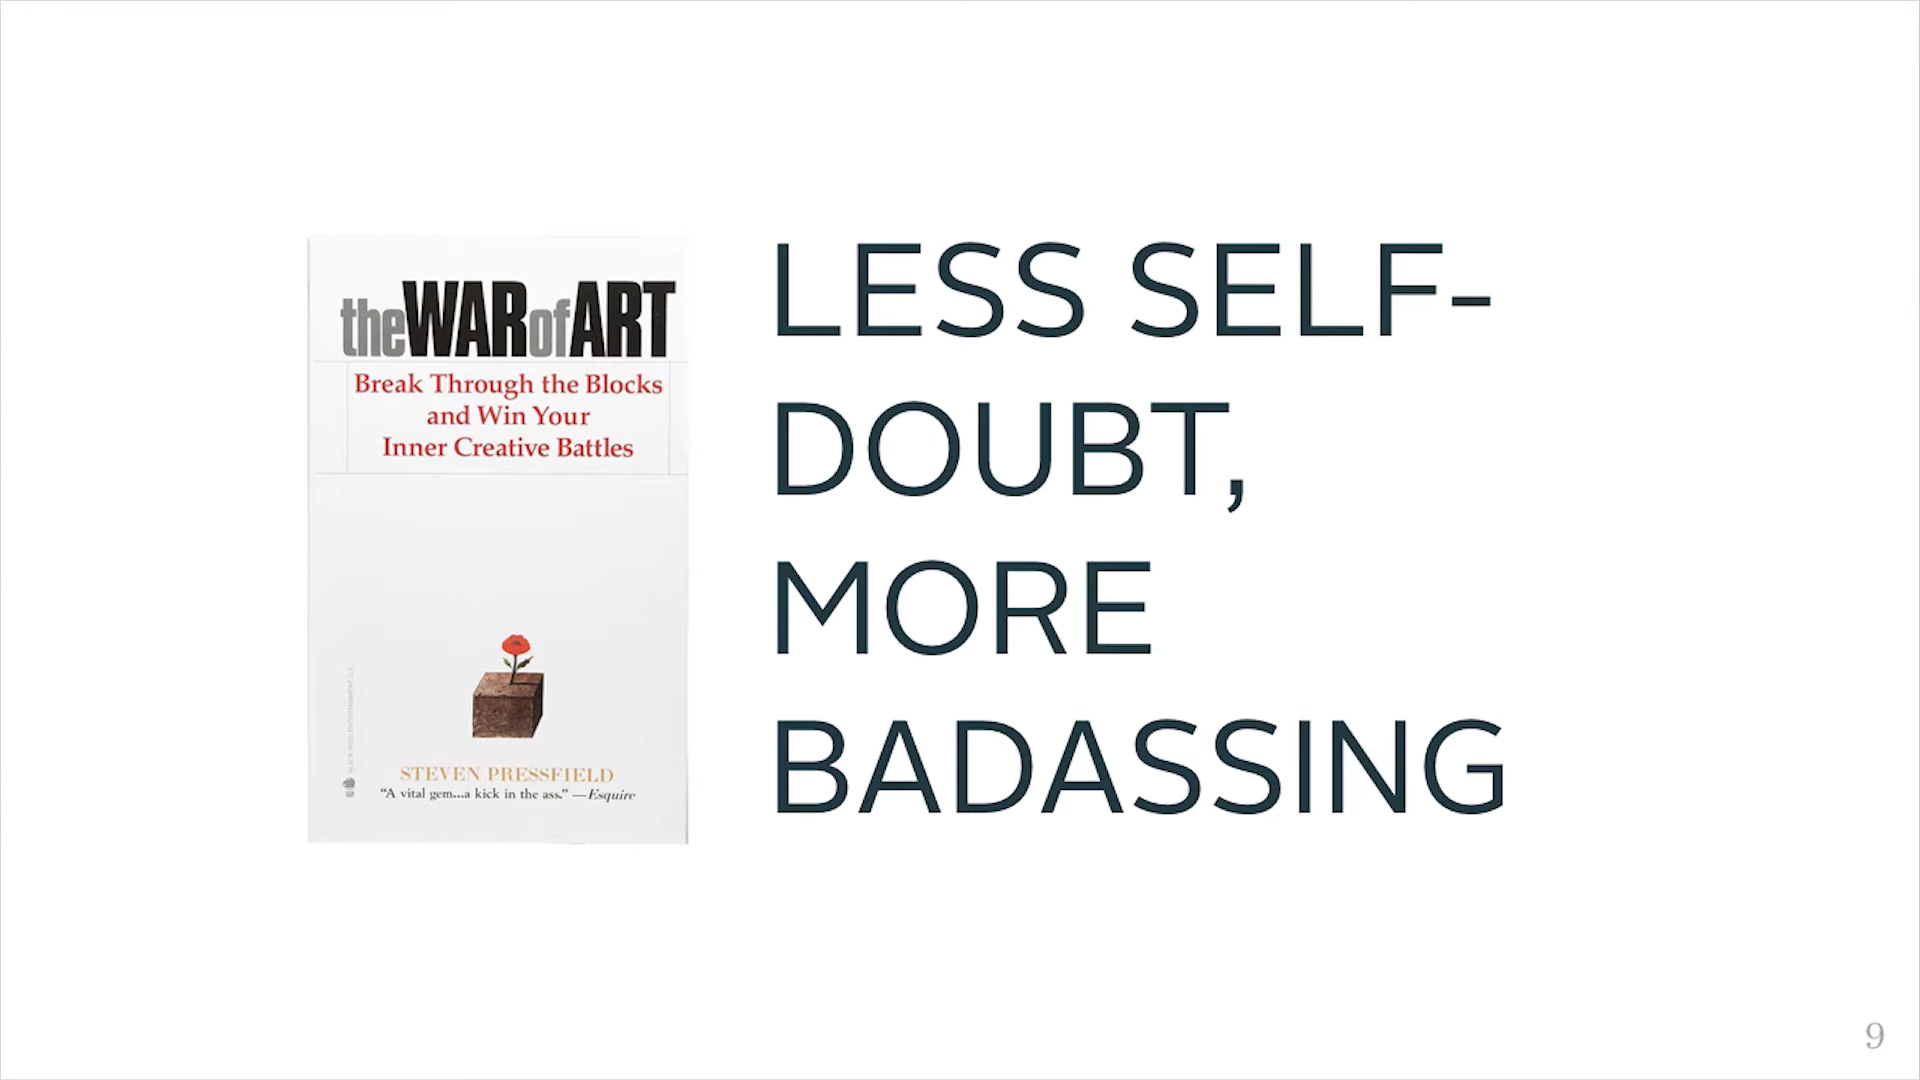 theWARofART
Break Through the Blocks
and Win Your
Inner Creative Battles
STEVEN PRESSFIELD
“A vital gem...a kick in the ass.” —Esquire
LESS SELF-
DOUBT,
MORE
BADASSING
9